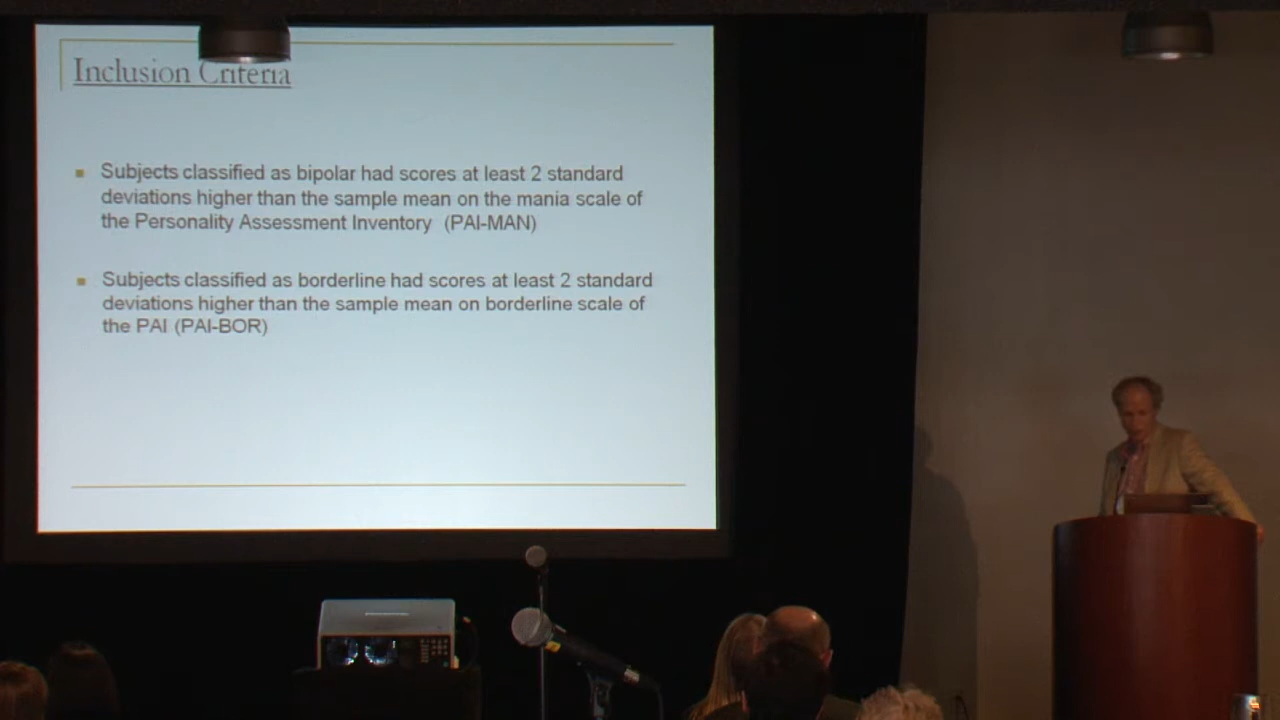 Inclusion Criteria
Subjects classified as bipolar had scores at least 2 standard
deviations higher than the sample mean on the mania scale of
the Personality Assessment Inventory (PAI-MAN)
Subjects classified as borderline had scores at least 2 standard
deviations higher than the sample mean on borderline scale of
the PAI (PAI-BOR)